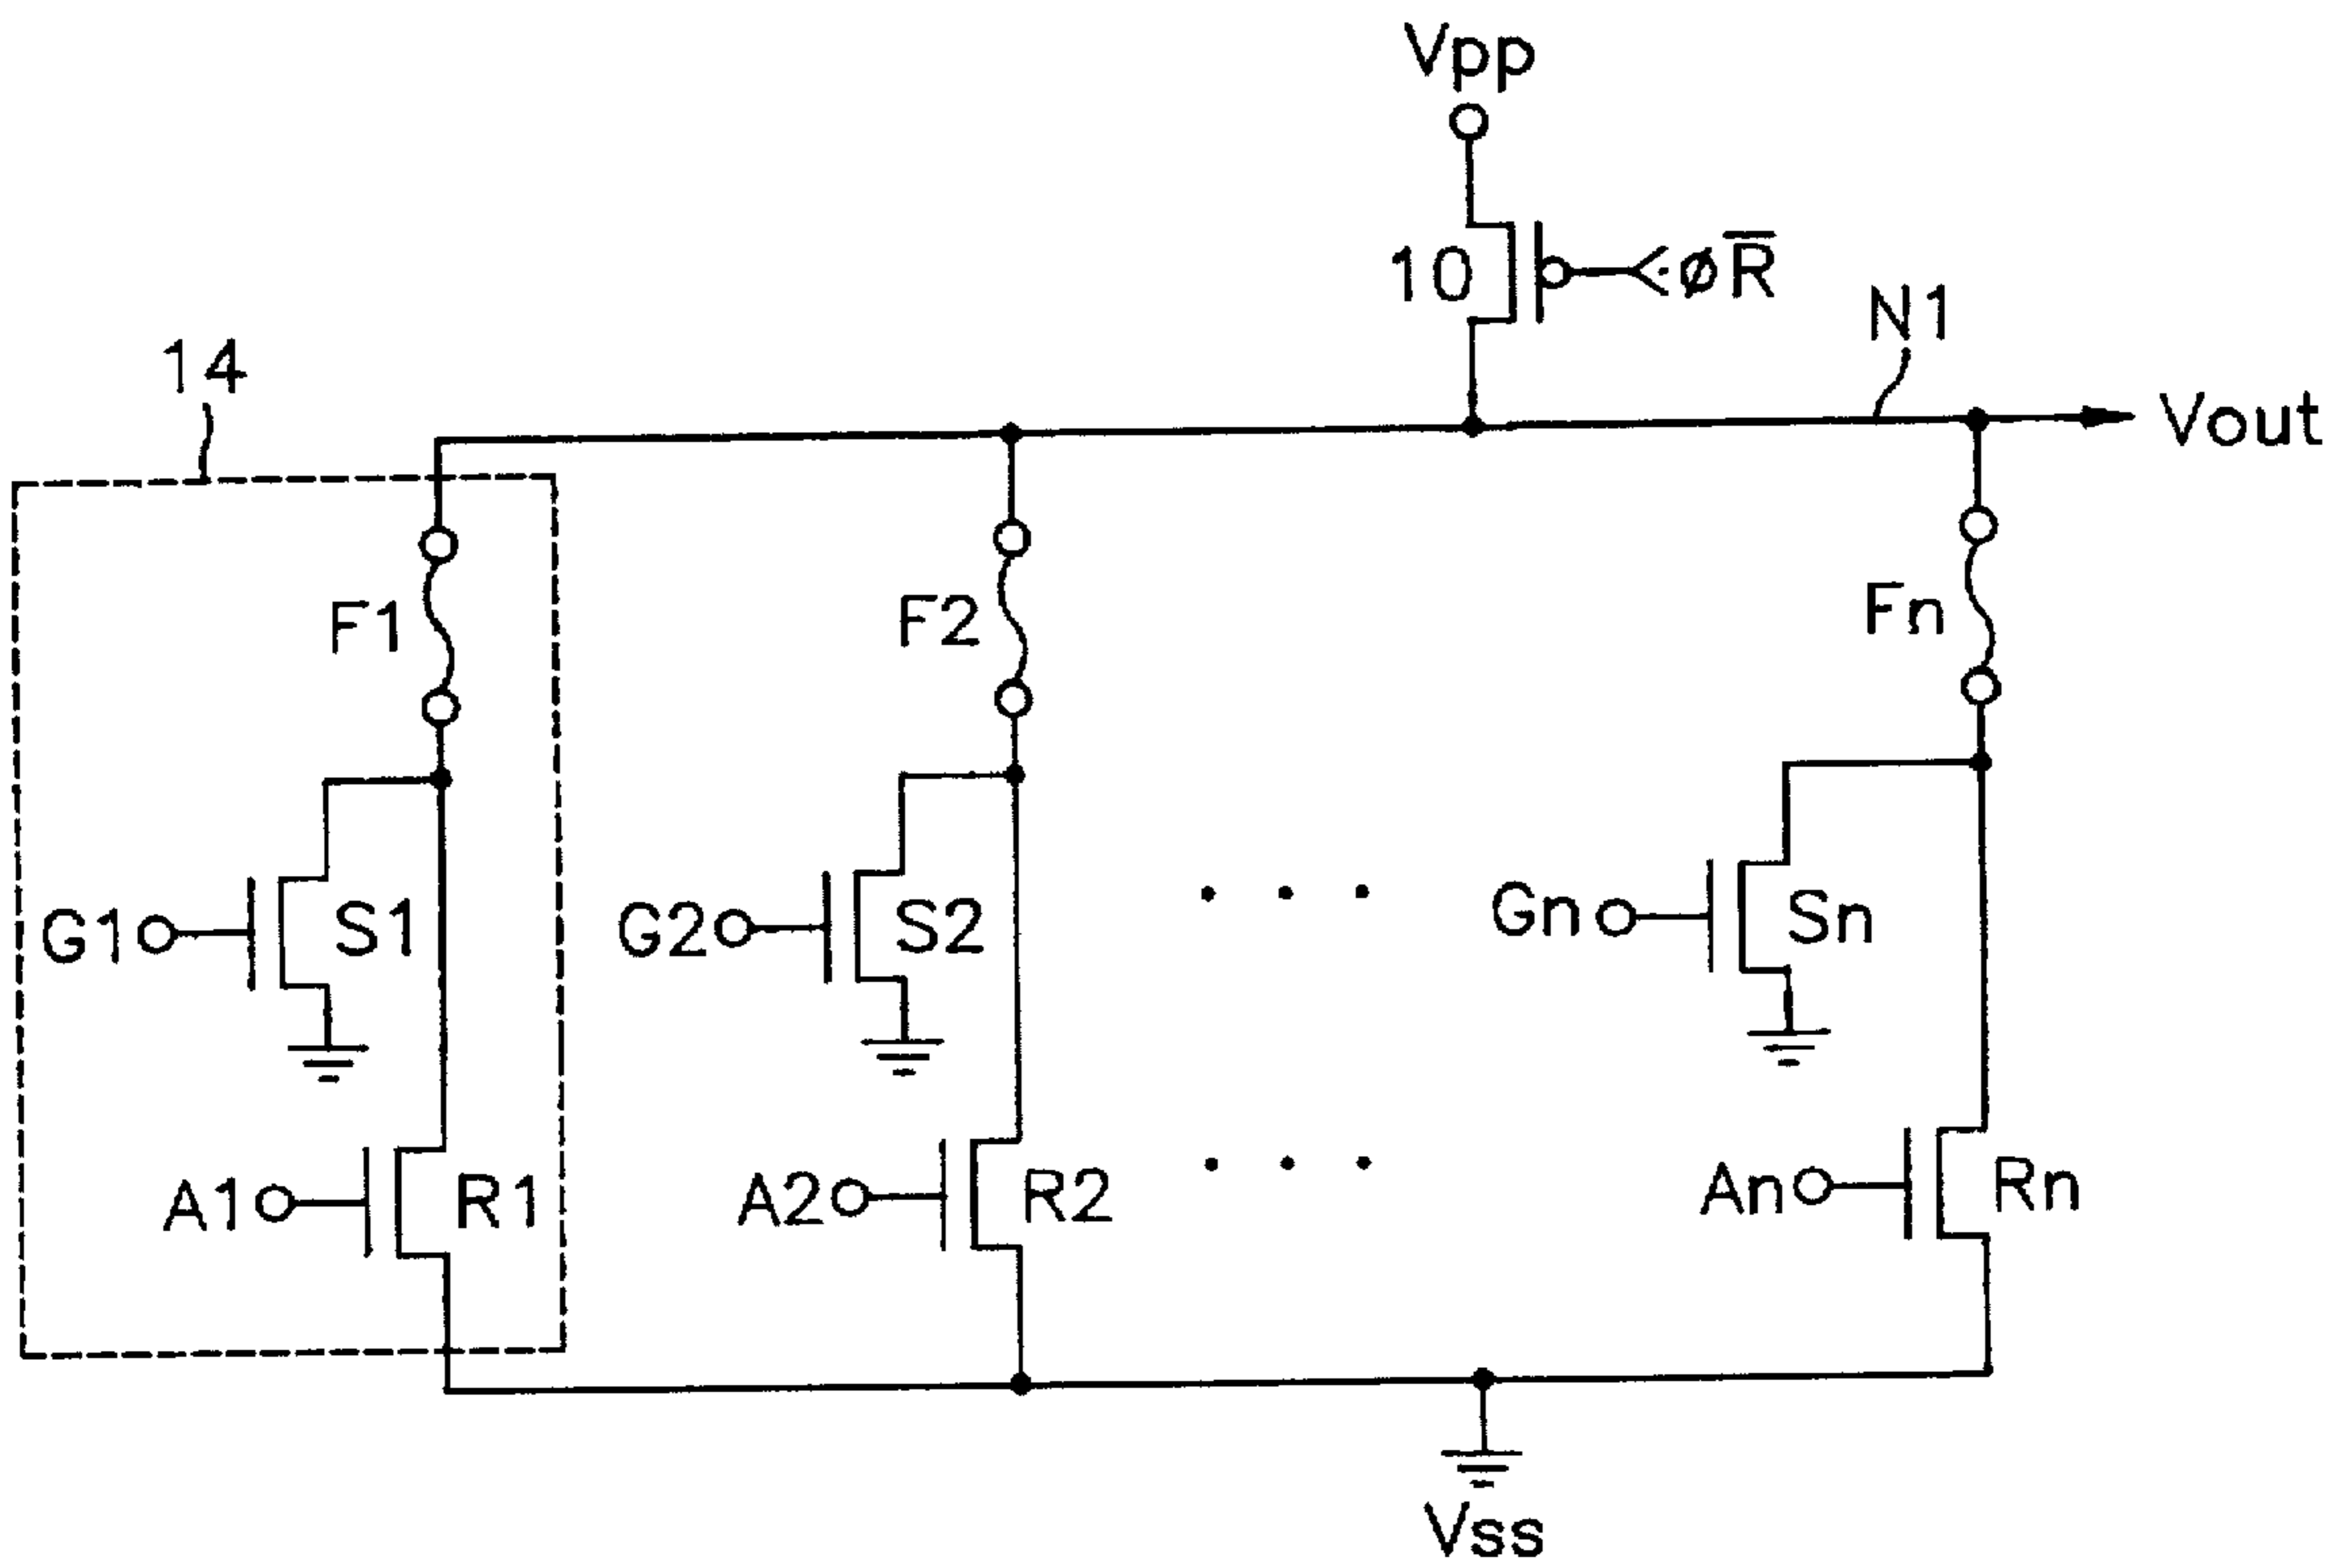 Vpp
10
øR̅
N1
14
Vout
F1
F2
Fn
G1
S1
G2
S2
. . .
Gn
Sn
A1
R1
A2
R2
. . .
An
Rn
Vss